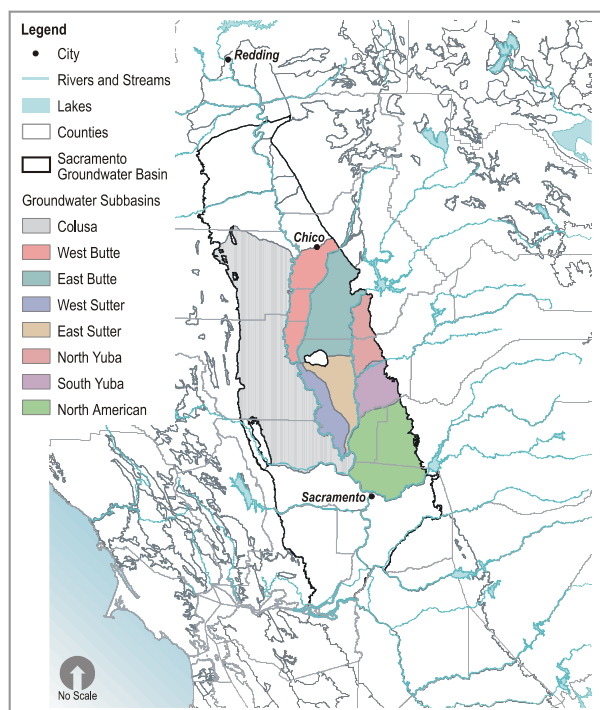 Legend
City
Rivers and Streams
Lakes
Counties
Sacramento
Groundwater Basin
Groundwater Subbasins
Colusa
West Butte
East Butte
West Sutter
East Sutter
North Yuba
South Yuba
North American
Redding
Chico
Sacramento
No Scale